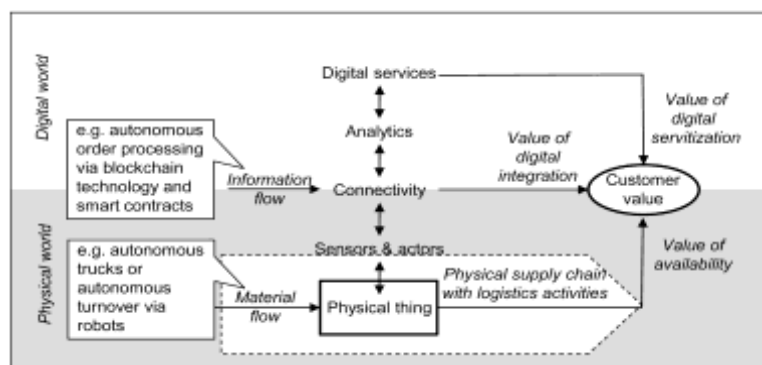 Digital world
Digital services
Value of
digital
servitization
e.g. autonomous
order processing
via blockchain
technology and
smart contracts
Analytics
Value of
digital
integration
Information
flow
Connectivity
Customer
value
Physical world
Sensors & actors
e.g. autonomous
trucks or
autonomous
turnover via
robots
Material
flow
Physical thing
Physical supply chain
with logistics activities
Value of
availability